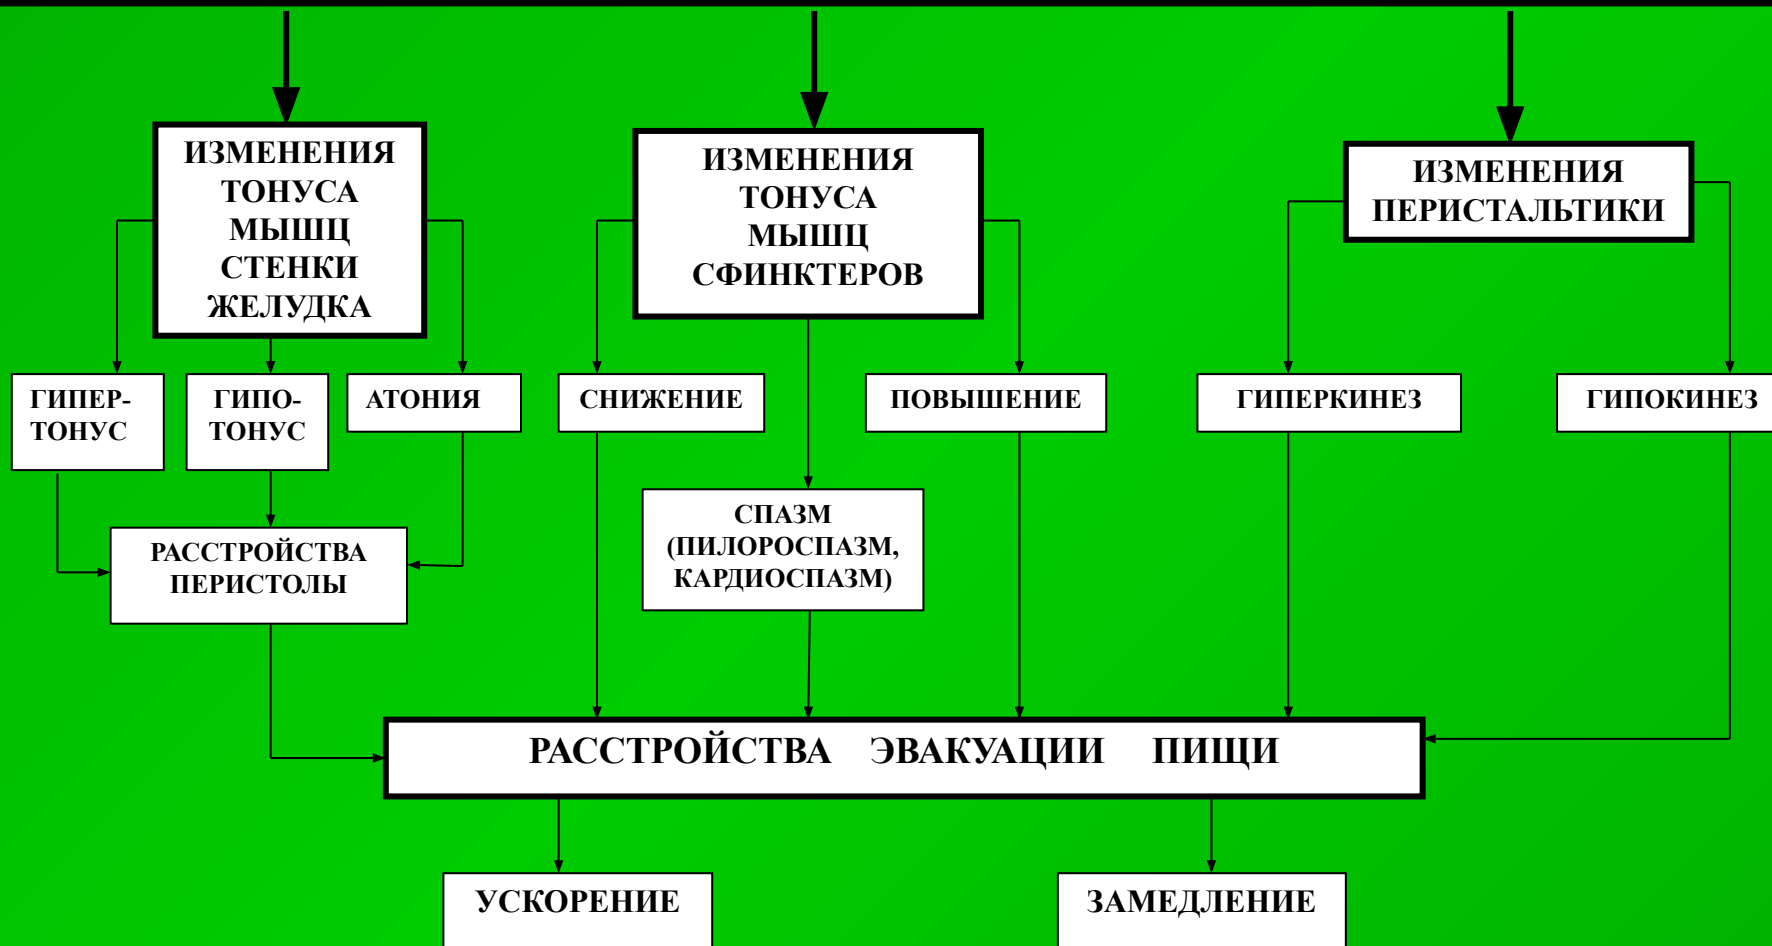 ИЗМЕНЕНИЯ
ТОНУСА
МЫШЦ
СТЕНКИ
ЖЕЛУДКА
ИЗМЕНЕНИЯ
ТОНУСА
МЫШЦ
СФИНКТЕРОВ
ИЗМЕНЕНИЯ
ПЕРИСТАЛЬТИКИ
ГИПЕР-
ТОНУС
ГИПО-
ТОНУС
АТОНИЯ
СНИЖЕНИЕ
ПОВЫШЕНИЕ
ГИПЕРКИНЕЗ
ГИПОКИНЕЗ
СПАЗМ
(ПИЛОРОСПАЗМ,
КАРДИОСПАЗМ)
РАССТРОЙСТВА
ПЕРИСТОЛЫ
РАССТРОЙСТВА ЭВАКУАЦИИ ПИЩИ
УСКОРЕНИЕ
ЗАМЕДЛЕНИЕ